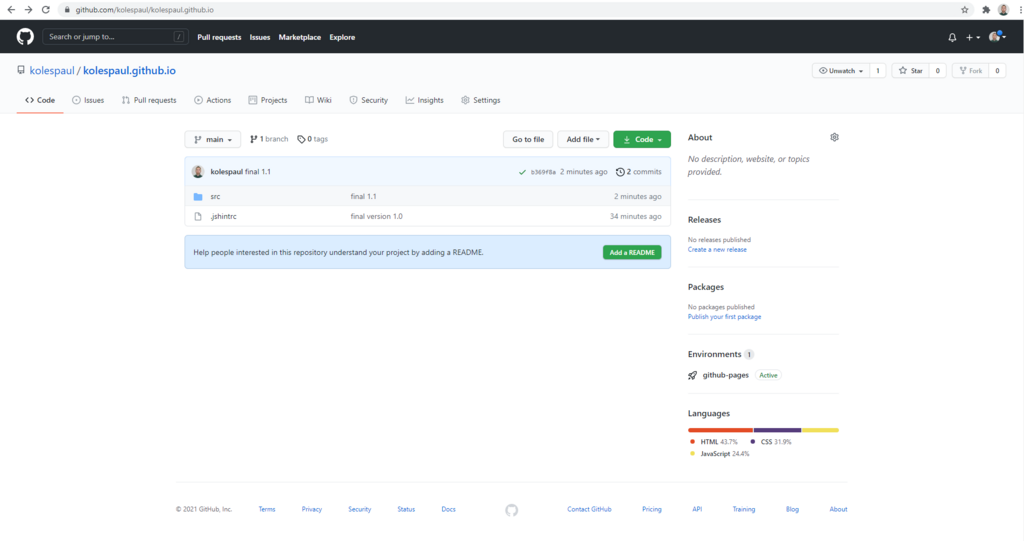 github.com/kolespaul/kolespaul.github.io
Search or jump to... /
Pull requests Issues Marketplace Explore
kolespaul / kolespaul.github.io
Unwatch 1 Star 0 Fork 0
Code Issues Pull requests Actions Projects Wiki Security Insights Settings
main 1 branch 0 tags
Go to file Add file Code
kolespaul final 1.1 b369f8a 2 minutes ago 2 commits
src final 1.1 2 minutes ago
.jshintrc final version 1.0 34 minutes ago
Help people interested in this repository understand your project by adding a README. Add a README
About
No description, website, or topics
provided.
Releases
No releases published
Create a new release
Packages
No packages published
Publish your first package
Environments 1
github-pages Active
Languages
HTML 43.7% CSS 31.9%
JavaScript 24.4%
© 2021 GitHub, Inc. Terms Privacy Security Status Docs Contact GitHub Pricing API Training Blog About